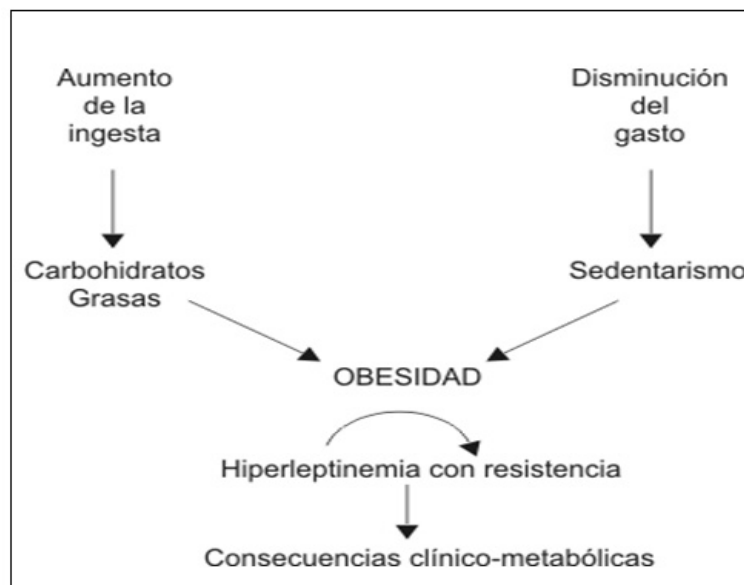 Aumento
de la
ingesta
Disminución
del
gasto
Carbohidratos
Grasas
Sedentarismo
OBESIDAD
Hiperleptinemia con resistencia
Consecuencias clínico-metabólicas